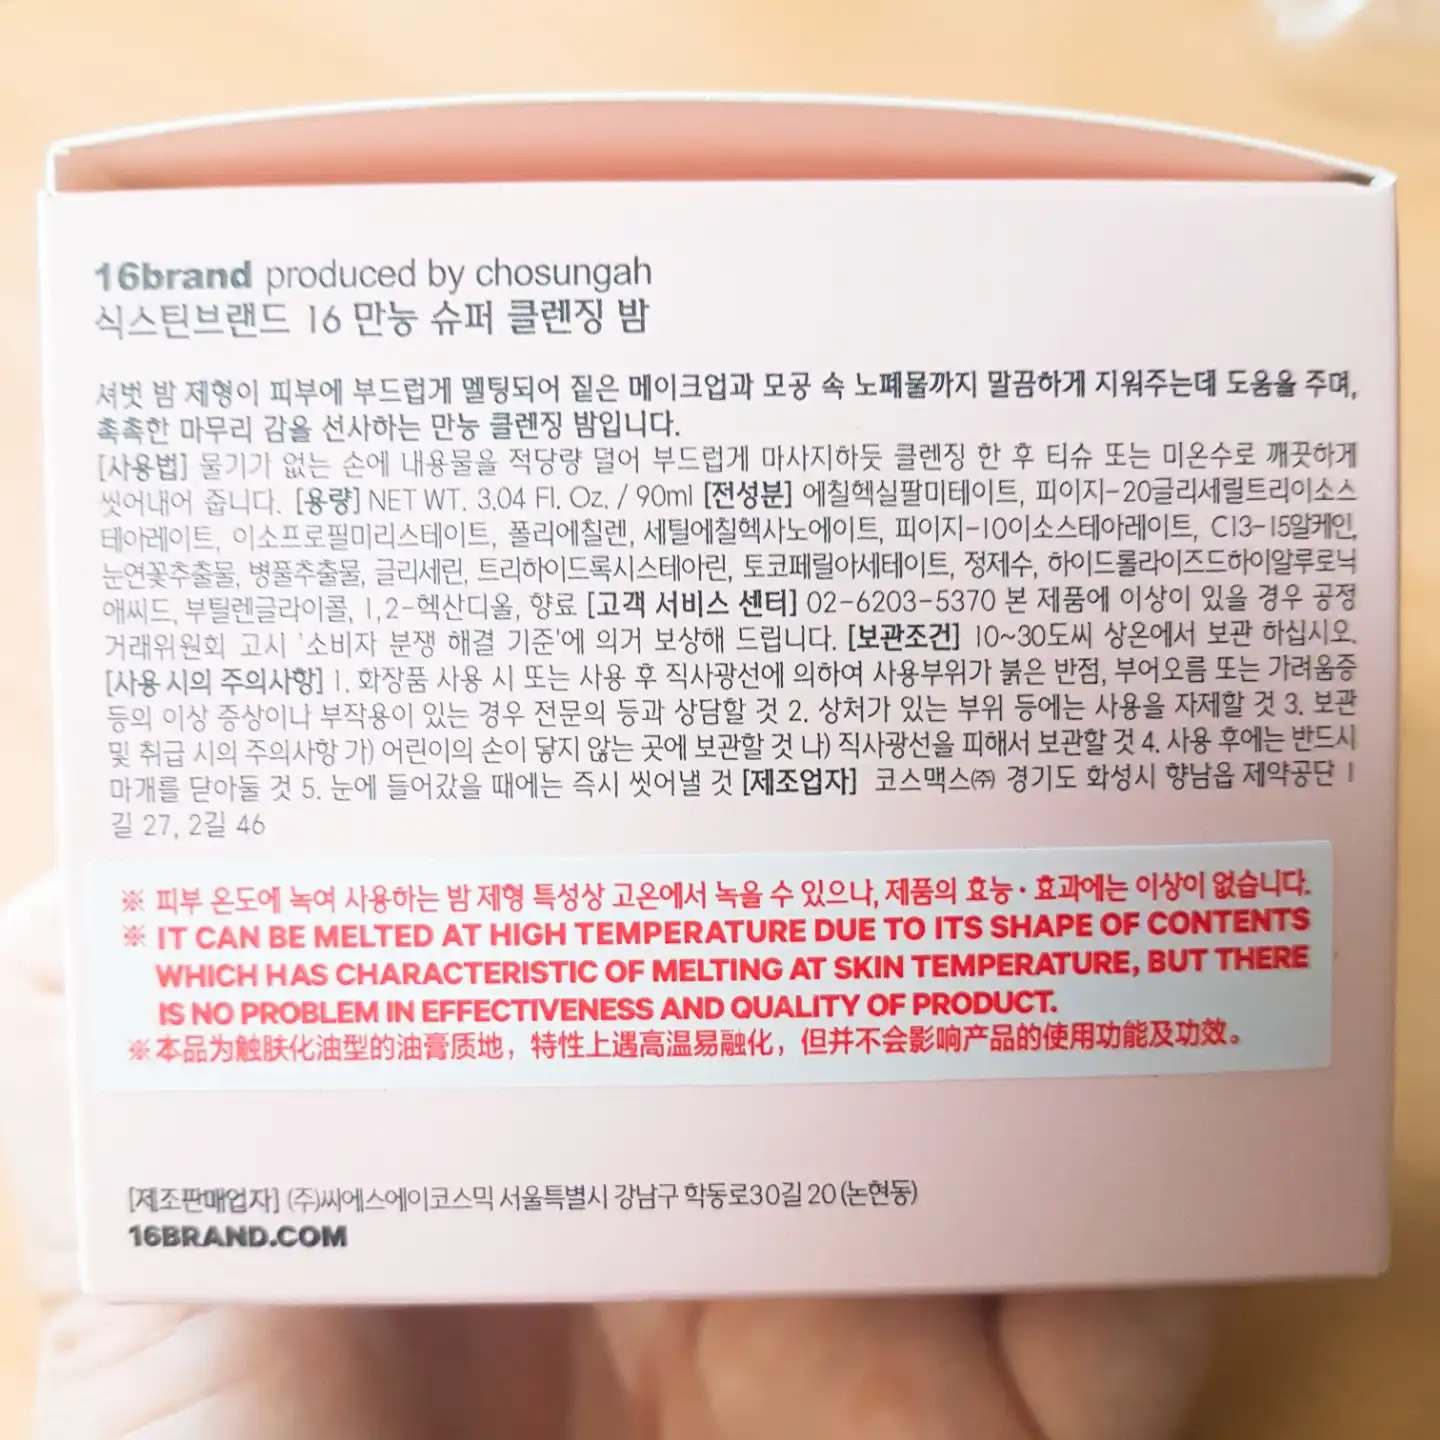 16brand produced by chosungah
식스틴브랜드 16 만능 슈퍼 클렌징 밤
셔벗 밤 제형이 피부에 부드럽게 멜팅되어 짙은 메이크업과 모공 속 노폐물까지 말끔하게 지워주는데 도움을 주며,
촉촉한 마무리 감을 선사하는 만능 클렌징 밤입니다.
[사용법] 물기가 없는 손에 내용물을 적당량 덜어 부드럽게 마사지하듯 클렌징 한 후 티슈 또는 미온수로 깨끗하게
씻어내어 줍니다. [용량] NET WT. 3.04 Fl. Oz. / 90ml [전성분] 에칠헥실팔미테이트, 피이지-20글리세릴트리이소스
테아레이트, 이소프로필미리스테이트, 폴리에칠렌, 세틸에칠헥사노에이트, 피이지-10이소스테아레이트, C13-15알케인,
눈연꽃추출물, 병풀추출물, 글리세린, 트리하이드록시스테아린, 토코페릴아세테이트, 정제수, 하이드롤라이즈드하이알루로닉
애씨드, 부틸렌글라이콜, 1,2-헥산디올, 향료 [고객 서비스 센터] 02-6203-5370 본 제품에 이상이 있을 경우 공정
거래위원회 고시 '소비자 분쟁 해결 기준'에 의거 보상해 드립니다. [보관조건] 10~30도씨 상온에서 보관 하십시오.
[사용 시의 주의사항] 1. 화장품 사용 시 또는 사용 후 직사광선에 의하여 사용부위가 붉은 반점, 부어오름 또는 가려움증
등의 이상 증상이나 부작용이 있는 경우 전문의 등과 상담할 것 2. 상처가 있는 부위 등에는 사용을 자제할 것 3. 보관
및 취급 시의 주의사항 가) 어린이의 손이 닿지 않는 곳에 보관할 것 나) 직사광선을 피해서 보관할 것 4. 사용 후에는 반드시
마개를 닫아둘 것 5. 눈에 들어갔을 때에는 즉시 씻어낼 것 [제조업자] 코스맥스㈜ 경기도 화성시 향남읍 제약공단 1
길 27, 2길 46
※ 피부 온도에 녹여 사용하는 밤 제형 특성상 고온에서 녹을 수 있으나, 제품의 효능·효과에는 이상이 없습니다.
※ IT CAN BE MELTED AT HIGH TEMPERATURE DUE TO ITS SHAPE OF CONTENTS
WHICH HAS CHARACTERISTIC OF MELTING AT SKIN TEMPERATURE, BUT THERE
IS NO PROBLEM IN EFFECTIVENESS AND QUALITY OF PRODUCT.
※本品为触肤化油型的油膏质地，特性上遇高温易融化，但并不会影响产品的使用功能及功效。
[제조판매업자] (주)씨에스에이코스믹 서울특별시 강남구 학동로30길 20 (논현동)
16BRAND.COM